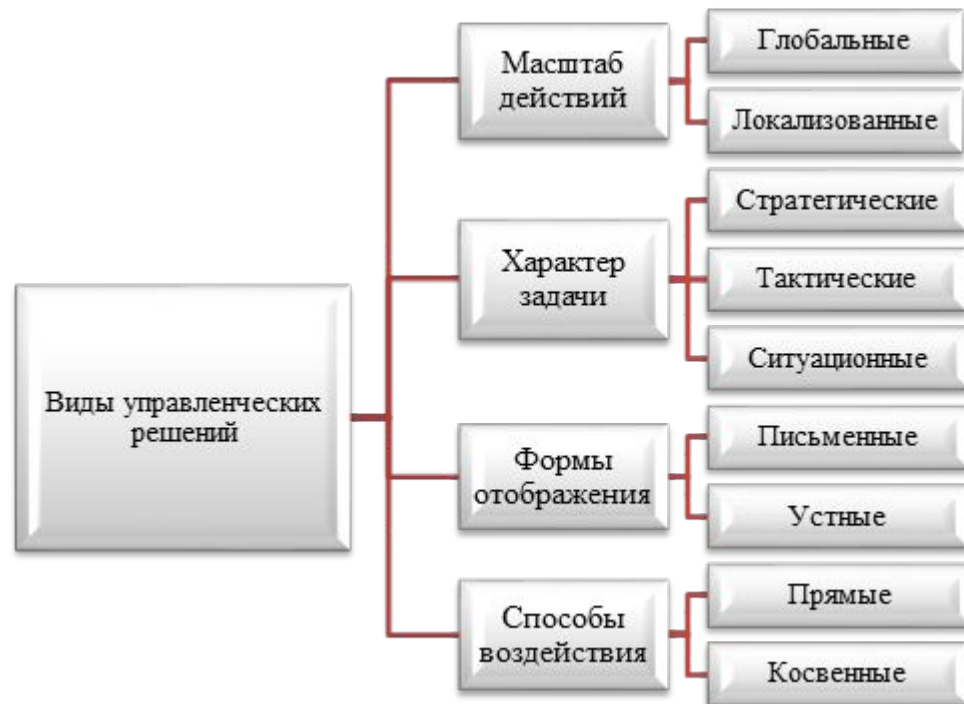 Виды управленческих
решений
Масштаб
действий
Глобальные
Локализованные
Характер
задачи
Стратегические
Тактические
Ситуационные
Формы
отображения
Письменные
Устные
Способы
воздействия
Прямые
Косвенные